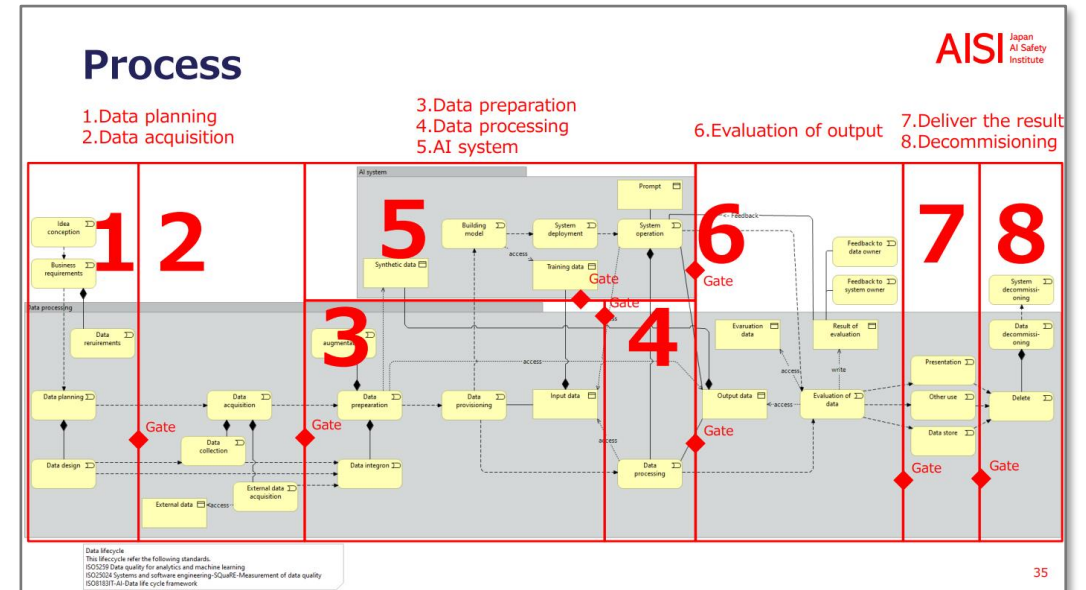 Process
AISI
Japan
AI Safety
Institute
1.Data planning
2.Data acquisition
3.Data preparation
4.Data processing
5.AI system
6.Evaluation of output
7.Deliver the result
8.Decommisioning
AI system
Data processing
1
2
3
4
5
6
7
8
Idea
conception
Business
requirements
Data
reruirements
Data planning
Data design
Data
acquisition
Data
collection
External data
acquisition
External data
access
Data
prepearation
Data integron
Synthetic data
Building
model
access
System
deployment
Training data
Prompt
System
operation
<- Feedback
Gate
Gate
Gate
Gate
Gate
Gate
Gate
Gate
Data
provisioning
access
Input data
access
Data
processing
Output data
access
Evaruation
data
access
Result of
evaluation
write
Evaluation of
data
Feedback to
data owner
Feedback to
system owner
Presentation
Other use
Data store
System
decommissi-
oning
Data
decommissi-
oning
Delete
Data lifecycle
This lifeccycle refer the following standards.
ISO5259 Data quality for analytics and machine learning
ISO25024 Systems and software engineering-SQuaRE-Measurement of data quality
ISO8183IT-AI-Data life cycle framework
35